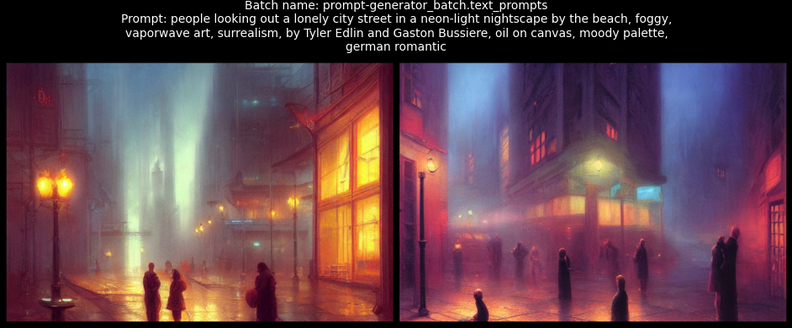 Batch name: prompt-generator_batch.text_prompts
Prompt: people looking out a lonely city street in a neon-light nightscape by the beach, foggy,
vaporwave art, surrealism, by Tyler Edlin and Gaston Bussiere, oil on canvas, moody palette,
german romantic